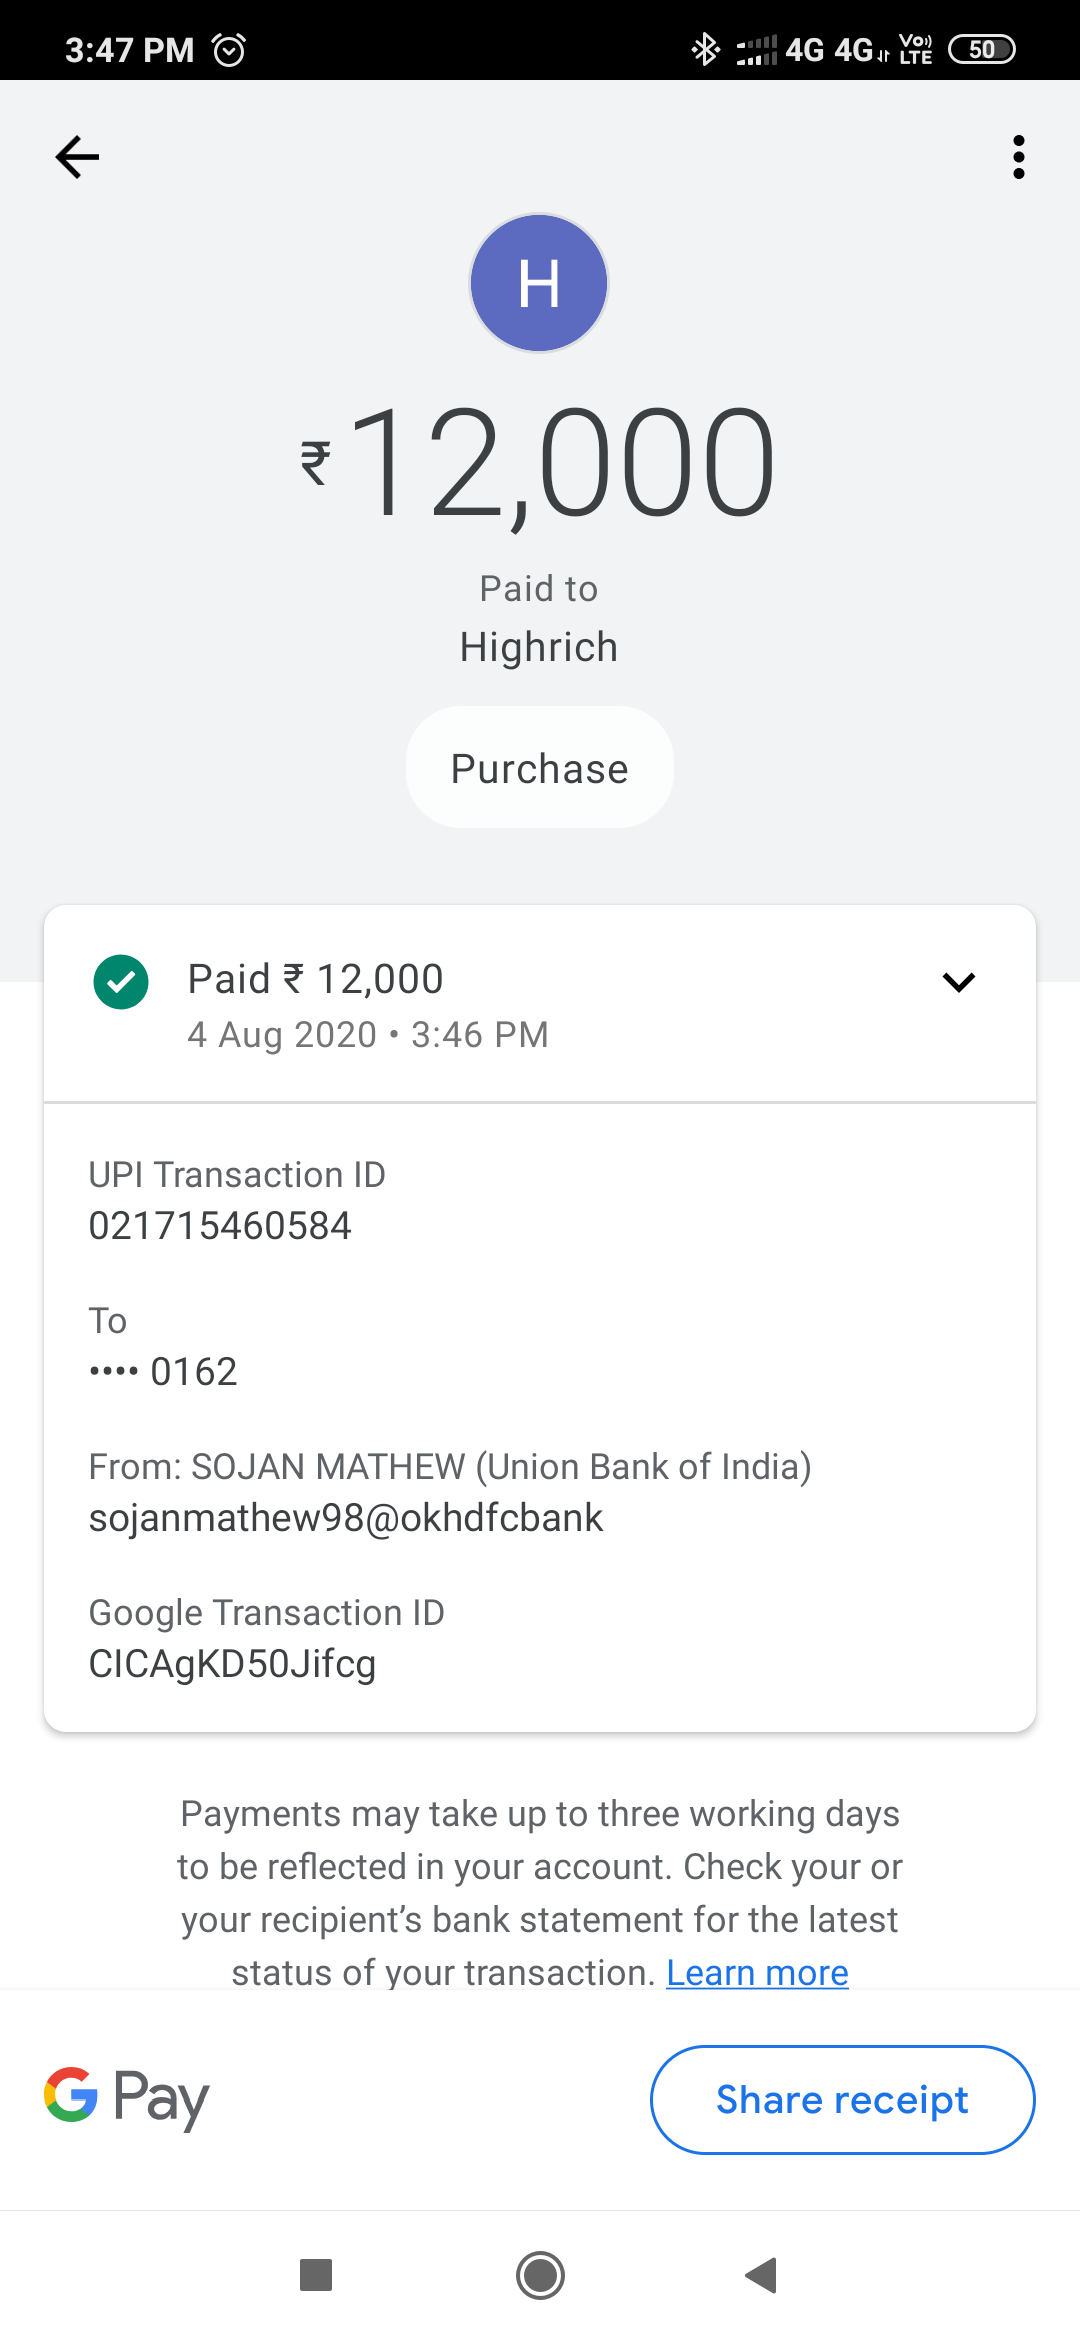 3:47 PM 4G 4G VoLTE 50
H
₹12,000
Paid to
Highrich
Purchase
Paid ₹ 12,000
4 Aug 2020 • 3:46 PM
UPI Transaction ID
021715460584
To
•••• 0162
From: SOJAN MATHEW (Union Bank of India)
sojanmathew98@okhdfcbank
Google Transaction ID
CICAgKD50Jifcg
Payments may take up to three working days
to be reflected in your account. Check your or
your recipient’s bank statement for the latest
status of your transaction. Learn more
G Pay
Share receipt